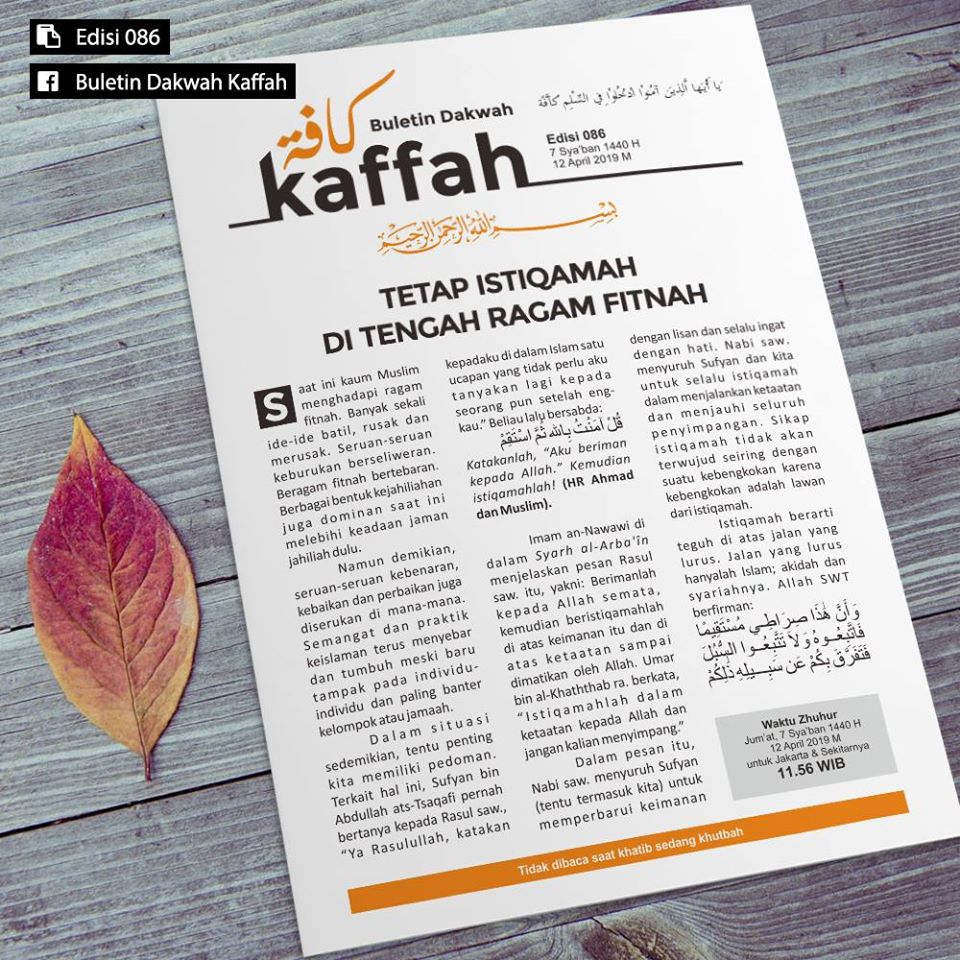 Edisi 086
Buletin Dakwah Kaffah
كافة
Buletin Dakwah
kaffah
يَا أَيُّهَا الَّذِينَ آمَنُوا ادْخُلُوا فِي السِّلْمِ كَافَّةً
Edisi 086
7 Sya'ban 1440 H
12 April 2019 M
بِسْمِ اللهِ الرَّحْمَنِ الرَّحِيْمِ
TETAP ISTIQAMAH
DI TENGAH RAGAM FITNAH
Saat ini kaum Muslim
menghadapi ragam
fitnah. Banyak sekali
ide-ide batil, rusak dan
merusak. Seruan-seruan
keburukan berseliweran.
Beragam fitnah bertebaran.
Berbagai bentuk kejahiliahan
juga dominan saat ini
melebihi keadaan jaman
jahiliah dulu.
Namun demikian,
seruan-seruan kebenaran,
kebaikan dan perbaikan juga
diserukan di mana-mana.
Semangat dan praktik
keislaman terus menyebar
dan tumbuh meski baru
tampak pada individu-
individu dan paling banter
kelompok atau jamaah.
Dalam situasi
sedemikian, tentu penting
kita memiliki pedoman.
Terkait hal ini, Sufyan bin
Abdullah ats-Tsaqafi pernah
bertanya kepada Rasul saw.,
“Ya Rasulullah, katakan
kepadaku di dalam Islam satu
ucapan yang tidak perlu aku
tanyakan lagi kepada
seorang pun setelah eng-
kau.” Beliau lalu bersabda:
قُلْ آمَنْتُ بِاللهِ ثُمَّ اسْتَقِمْ
Katakanlah, “Aku beriman
kepada Allah.” Kemudian
istiqamahlah! (HR Ahmad
dan Muslim).
Imam an-Nawawi di
dalam Syarh al-Arba'în
menjelaskan pesan Rasul
saw. itu, yakni: Berimanlah
kepada Allah semata,
kemudian beristiqamahlah
di atas keimanan itu dan di
atas ketaatan sampai
dimatikan oleh Allah. Umar
bin al-Khaththab ra. berkata,
“Istiqamahlah dalam
ketaatan kepada Allah dan
jangan kalian menyimpang.”
Dalam pesan itu,
Nabi saw. menyuruh Sufyan
(tentu termasuk kita) untuk
memperbarui keimanan
dengan lisan dan selalu ingat
dengan hati. Nabi saw.
menyuruh Sufyan dan kita
untuk selalu istiqamah
dalam menjalankan ketaatan
dan menjauhi seluruh
penyimpangan. Sikap
istiqamah tidak akan
terwujud seiring dengan
suatu kebengkokan karena
kebengkokan adalah lawan
dari istiqamah.
Istiqamah berarti
teguh di atas jalan yang
lurus. Jalan yang lurus
hanyalah Islam; akidah dan
syariahnya. Allah SWT
berfirman:
وَأَنَّ هَٰذَا صِرَاطِي مُسْتَقِيمًا
فَاتَّبِعُوهُ وَلاَ تَتَّبِعُوا السُّبُلَ
فَتَفَرَّقَ بِكُمْ عَن سَبِيلِهِ ذَٰلِكُمْ
Waktu Zhuhur
Jum'at, 7 Sya'ban 1440 H
12 April 2019 M
untuk Jakarta & Sekitarnya
11.56 WIB
Tidak dibaca saat khatib sedang khutbah